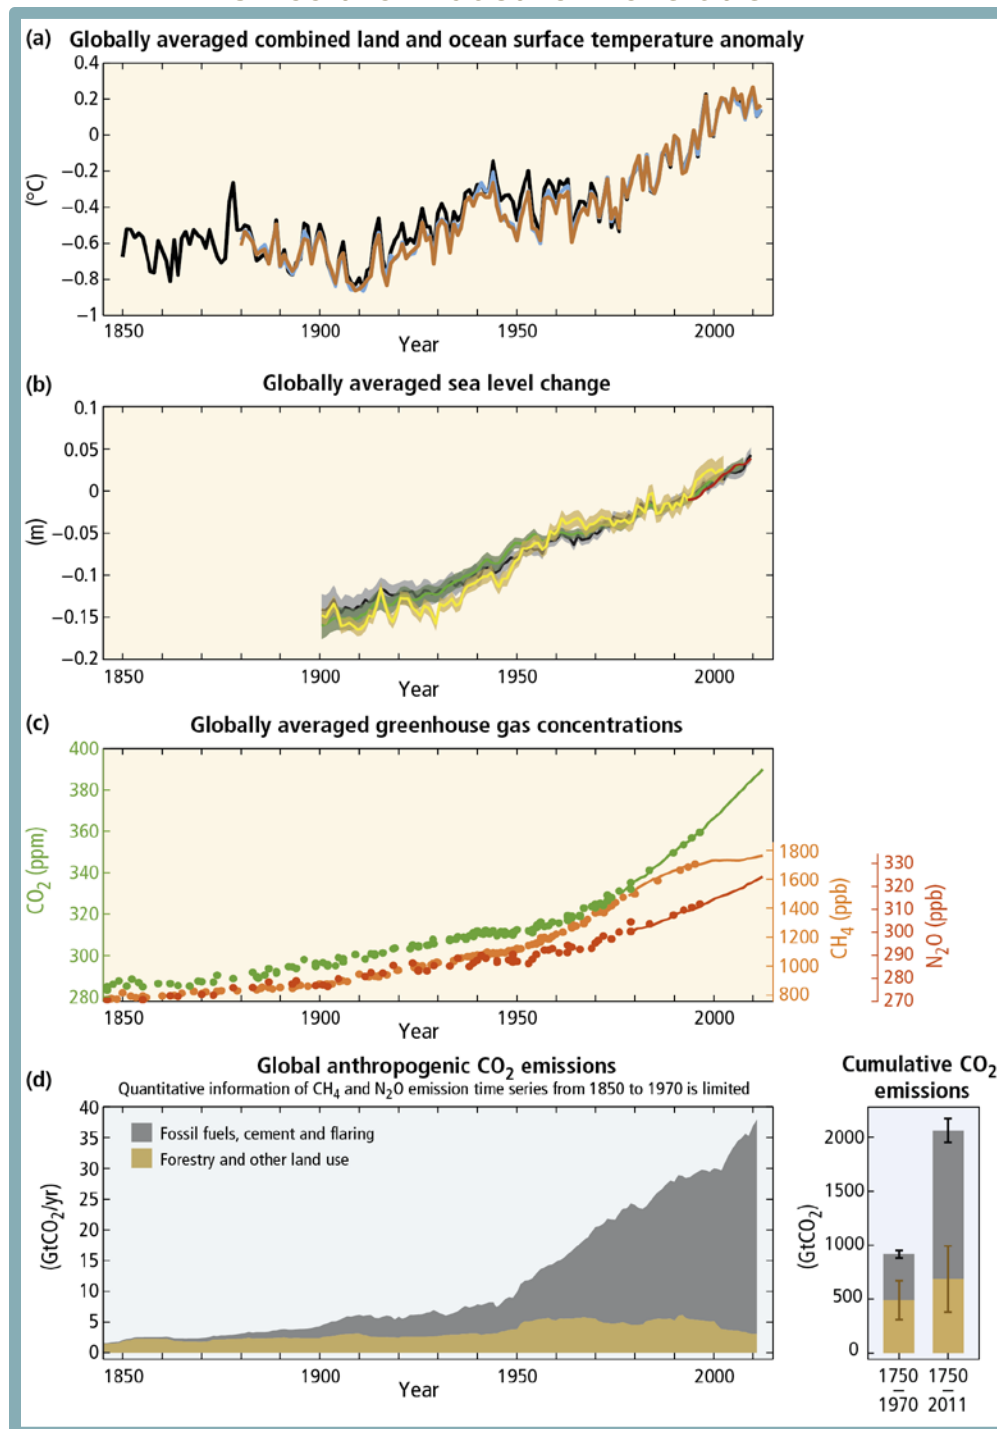 (a) Globally averaged combined land and ocean surface temperature anomaly
0.4
0.2
0
−0.2
−0.4
−0.6
−0.8
−1
(°C)
1850 1900 1950 2000
Year
(b) Globally averaged sea level change
0.1
0.05
0
−0.05
−0.1
−0.15
−0.2
(m)
1850 1900 1950 2000
Year
(c) Globally averaged greenhouse gas concentrations
400
380
360
340
320
300
280
CO₂ (ppm)
1800
1600
1400
1200
1000
800
CH₄ (ppb)
330
320
310
300
290
280
270
N₂O (ppb)
1850 1900 1950 2000
Year
(d) Global anthropogenic CO₂ emissions
Quantitative information of CH₄ and N₂O emission time series from 1850 to 1970 is limited
40
35
30
25
20
15
10
5
0
(GtCO₂/yr)
Fossil fuels, cement and flaring
Forestry and other land use
1850 1900 1950 2000
Year
Cumulative CO₂
emissions
2000
1500
1000
500
0
(GtCO₂)
1750 1750
– –
1970 2011